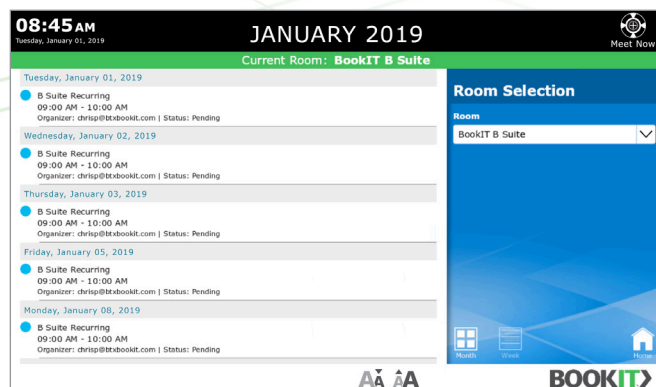 08:45 AM
Tuesday, January 01, 2019
JANUARY 2019
Meet Now
Current Room: BookIT B Suite
Tuesday, January 01, 2019
B Suite Recurring
09:00 AM - 10:00 AM
Organizer: chrisp@btxbookit.com | Status: Pending
Wednesday, January 02, 2019
B Suite Recurring
09:00 AM - 10:00 AM
Organizer: chrisp@btxbookit.com | Status: Pending
Thursday, January 03, 2019
B Suite Recurring
09:00 AM - 10:00 AM
Organizer: chrisp@btxbookit.com | Status: Pending
Friday, January 05, 2019
B Suite Recurring
09:00 AM - 10:00 AM
Organizer: chrisp@btxbookit.com | Status: Pending
Monday, January 08, 2019
B Suite Recurring
09:00 AM - 10:00 AM
Organizer: chrisp@btxbookit.com | Status: Pending
Room Selection
Room
BookIT B Suite
Month
Week
Home
AA AA
BOOKIT